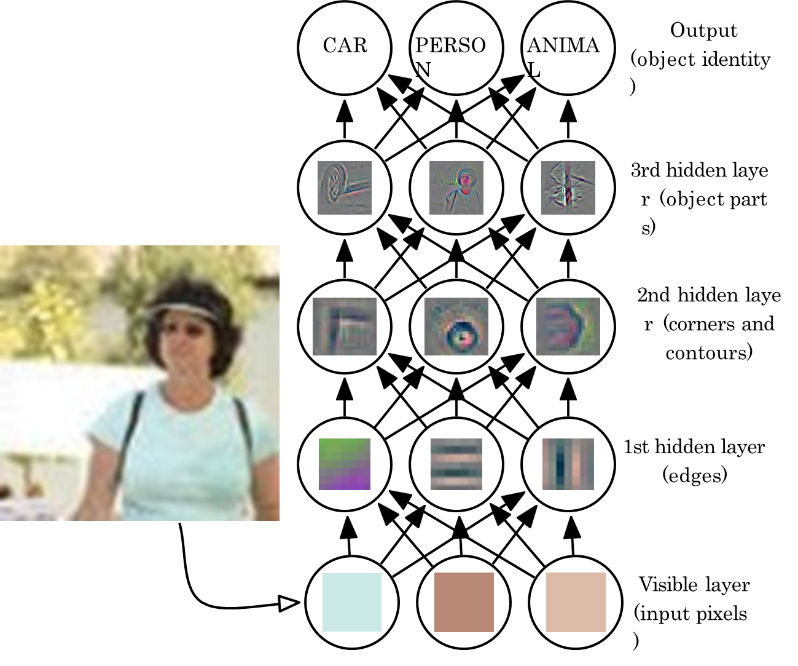 CAR
PERSO
N
ANIMA
L
Output
(object identity
)
3rd hidden laye
r (object part
s)
2nd hidden laye
r (corners and
contours)
1st hidden layer
(edges)
Visible layer
(input pixels
)